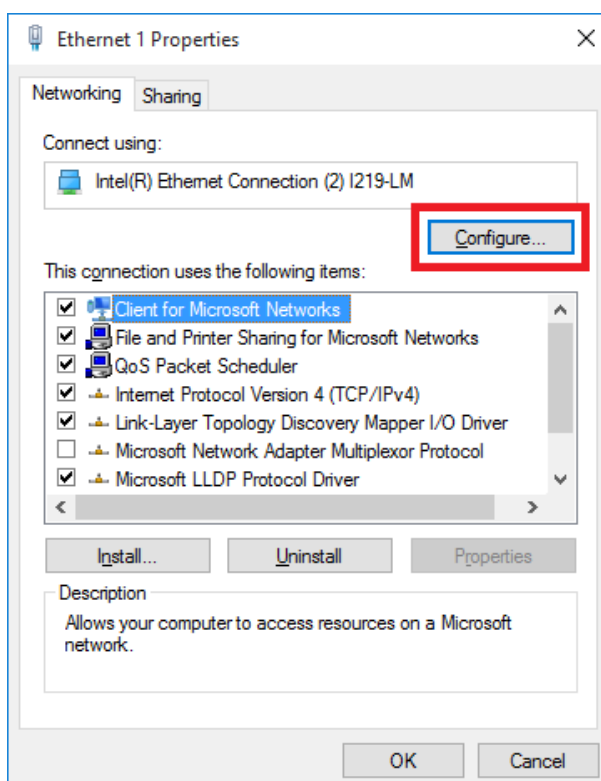 Ethernet 1 Properties
Networking
Sharing
Connect using:
Intel(R) Ethernet Connection (2) I219-LM
Configure...
This connection uses the following items:
Client for Microsoft Networks
File and Printer Sharing for Microsoft Networks
QoS Packet Scheduler
Internet Protocol Version 4 (TCP/IPv4)
Link-Layer Topology Discovery Mapper I/O Driver
Microsoft Network Adapter Multiplexor Protocol
Microsoft LLDP Protocol Driver
Install...
Uninstall
Properties
Description
Allows your computer to access resources on a Microsoft
network.
OK
Cancel